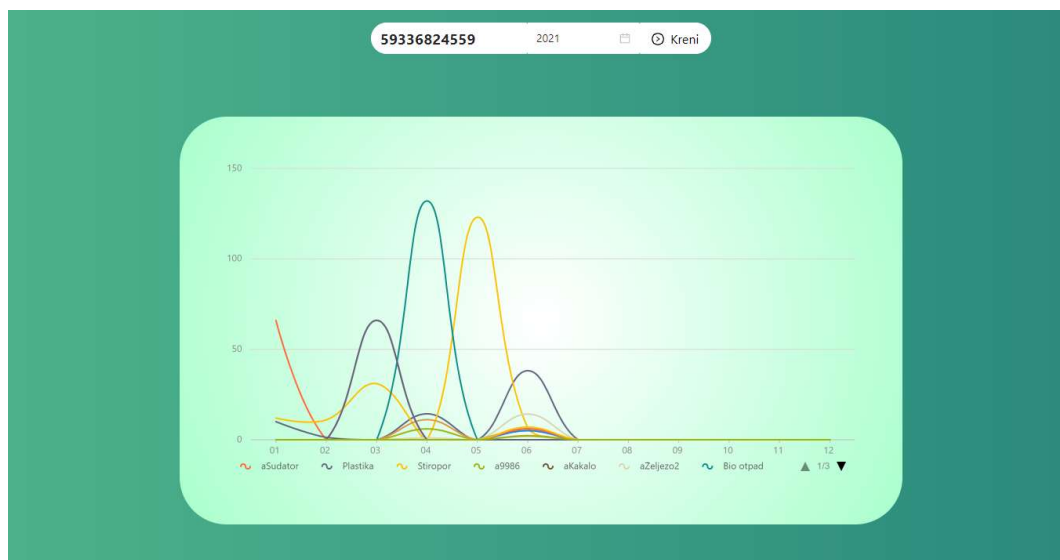 59336824559 2021 Kreni
150
100
50
0
01 02 03 04 05 06 07 08 09 10 11 12
aSudator Plastika Stiropor a9986 aKakalo aZeljezo2 Bio otpad 1/3